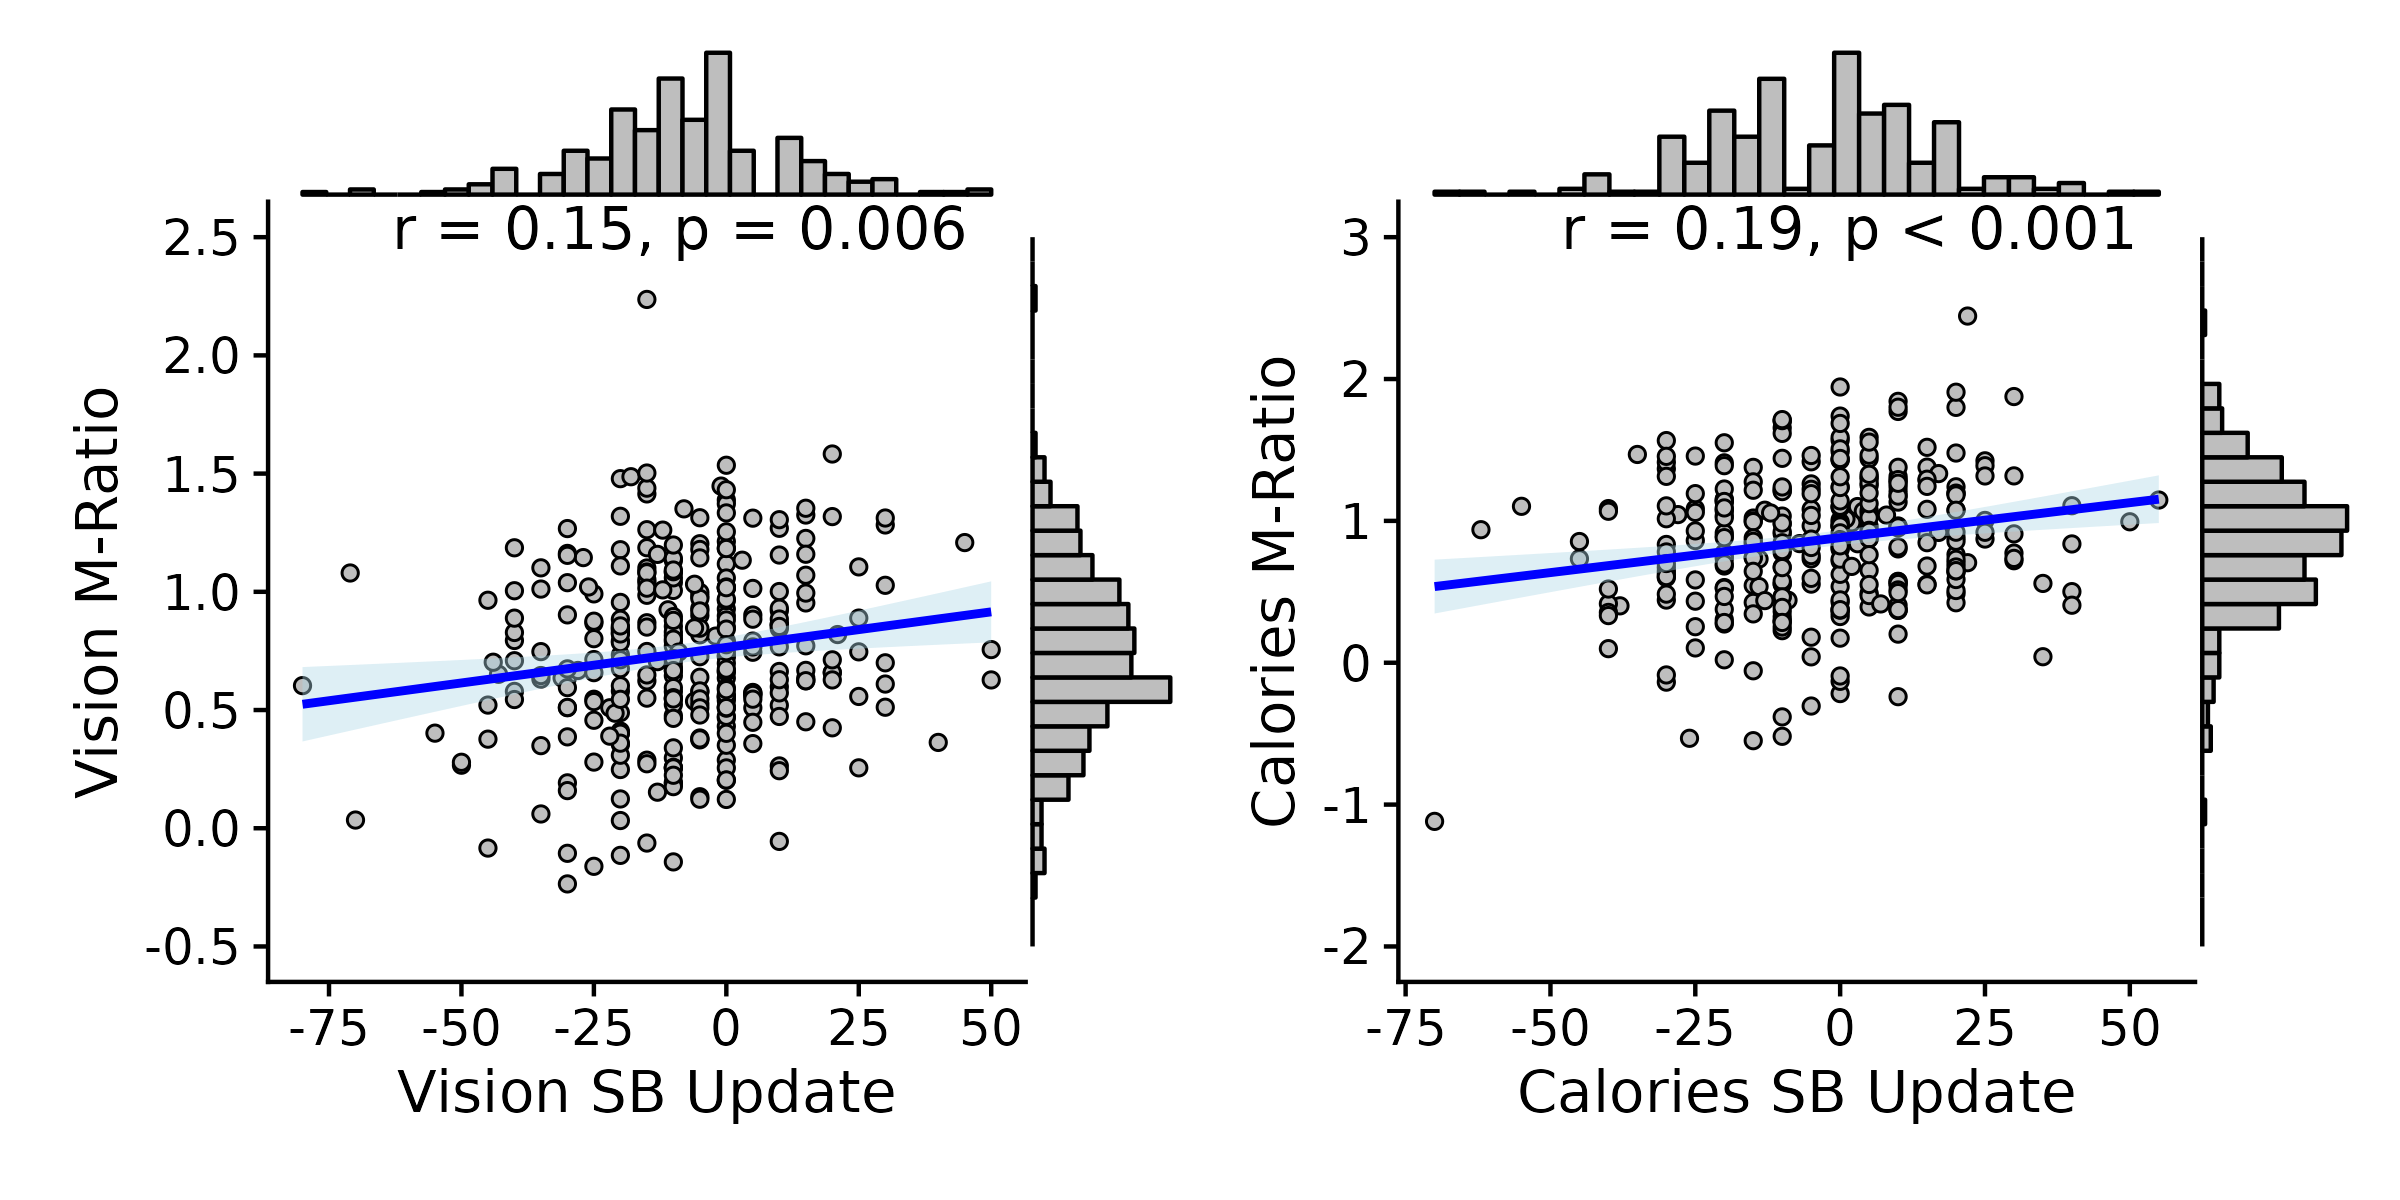 r = 0.15, p = 0.006
2.5
2.0
1.5
1.0
0.5
0.0
-0.5
Vision M-Ratio
-75 -50 -25 0 25 50
Vision SB Update
r = 0.19, p < 0.001
3
2
1
0
-1
-2
Calories M-Ratio
-75 -50 -25 0 25 50
Calories SB Update